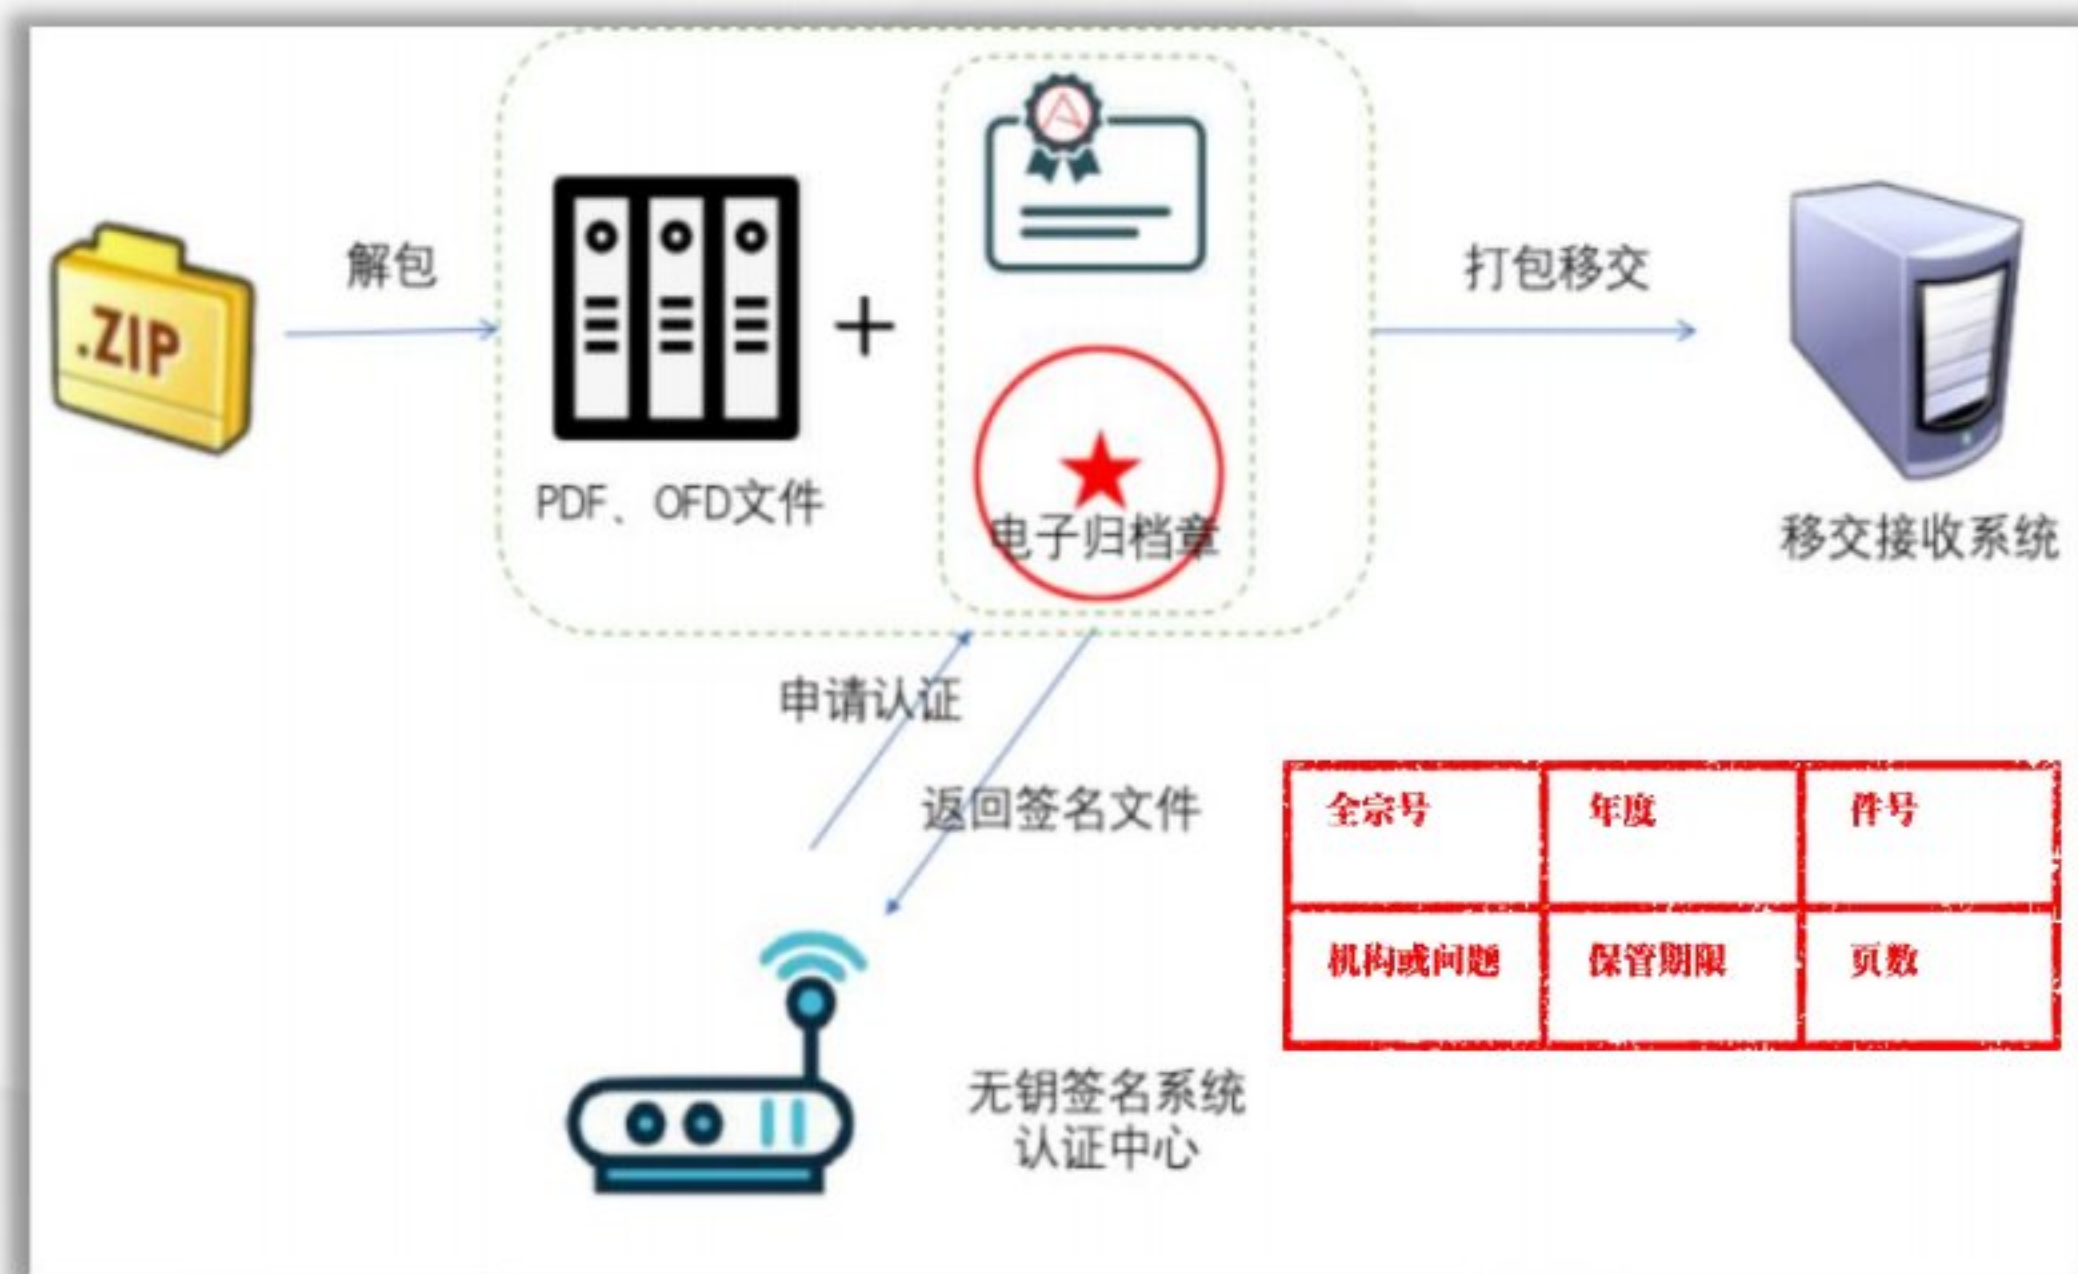 .ZIP
解包
PDF、OFD文件
电子归档章
打包移交
移交接收系统
申请认证
返回签名文件
无钥签名系统
认证中心
全宗号 年度 件号
机构或问题 保管期限 页数